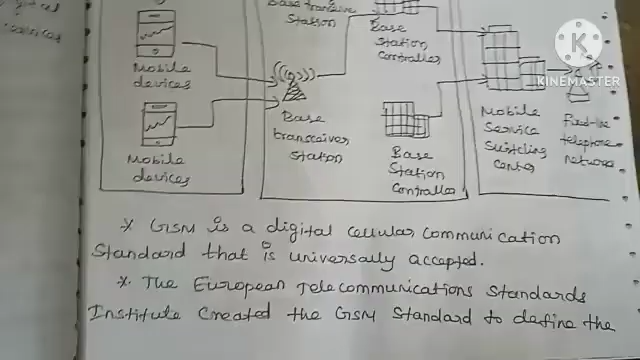 Base transceiver
Station
Base
Station
Controller
Mobile
devices
Base
transceiver
Station
Mobile
devices
Base
Station
Controller
Mobile
Service
Switching
Center
Fixed-line
telephone
network
KINEMASTER
* GSM is a digital cellular communication
Standard that is universally accepted.
* The European Telecommunications Standards
Institute created the GSM Standard to define the